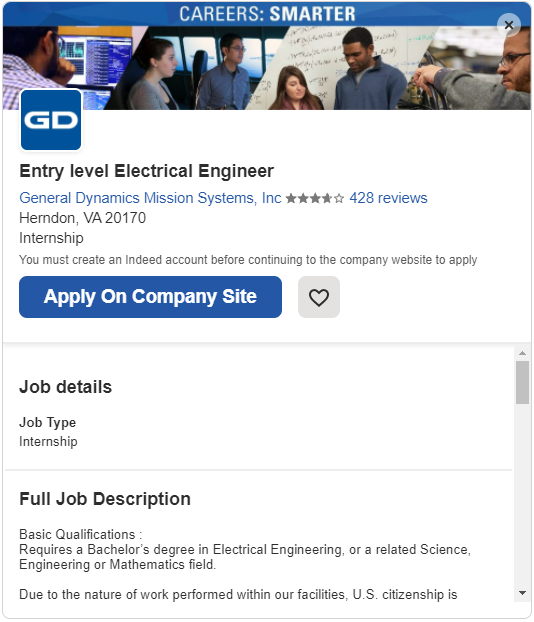 CAREERS: SMARTER
GD
Entry level Electrical Engineer
General Dynamics Mission Systems, Inc 428 reviews
Herndon, VA 20170
Internship
You must create an Indeed account before continuing to the company website to apply
Apply On Company Site
Job details
Job Type
Internship
Full Job Description
Basic Qualifications :
Requires a Bachelor's degree in Electrical Engineering, or a related Science,
Engineering or Mathematics field.
Due to the nature of work performed within our facilities, U.S. citizenship is